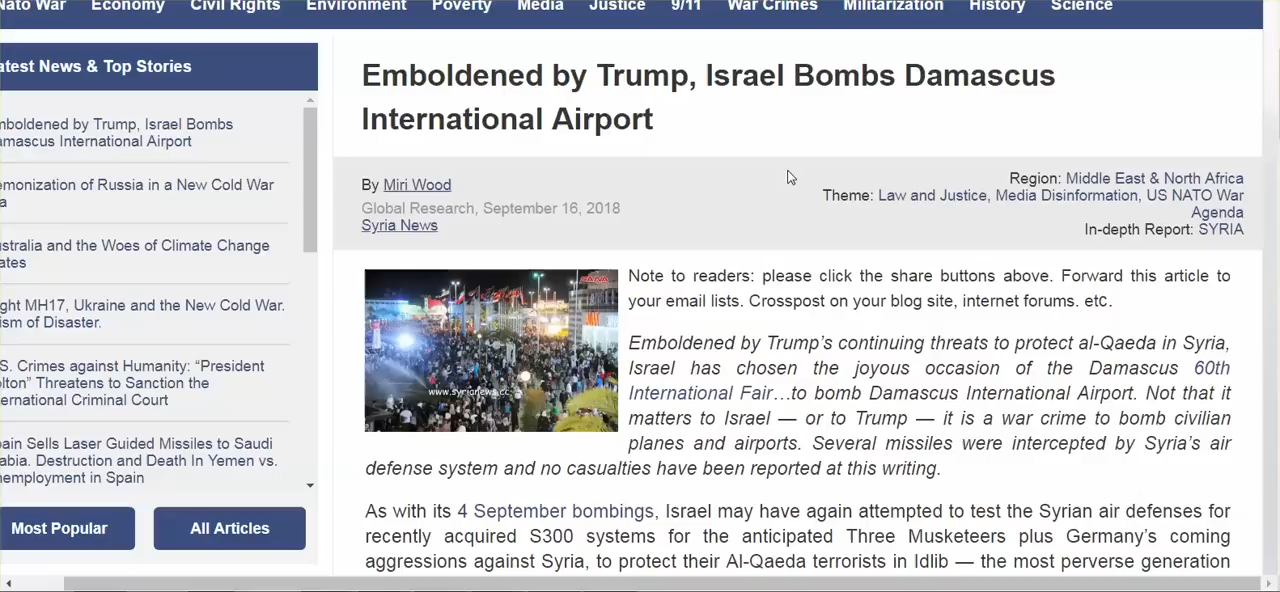 Nato War Economy Civil Rights Environment Poverty Media Justice 9/11 War Crimes Militarization History Science
atest News & Top Stories
mboldened by Trump, Israel Bombs
amascus International Airport
emonization of Russia in a New Cold War
a
ustralia and the Woes of Climate Change
ates
ght MH17, Ukraine and the New Cold War.
ism of Disaster.
S. Crimes against Humanity: “President
olton” Threatens to Sanction the
ernational Criminal Court
ain Sells Laser Guided Missiles to Saudi
abia. Destruction and Death In Yemen vs.
nemployment in Spain
Most Popular All Articles
Emboldened by Trump, Israel Bombs Damascus
International Airport
By Miri Wood
Global Research, September 16, 2018
Syria News
Region: Middle East & North Africa
Theme: Law and Justice, Media Disinformation, US NATO War
Agenda
In-depth Report: SYRIA
SANA
www.syrianews.cc
Note to readers: please click the share buttons above. Forward this article to
your email lists. Crosspost on your blog site, internet forums. etc.
Emboldened by Trump’s continuing threats to protect al-Qaeda in Syria,
Israel has chosen the joyous occasion of the Damascus 60th
International Fair…to bomb Damascus International Airport. Not that it
matters to Israel — or to Trump — it is a war crime to bomb civilian
planes and airports. Several missiles were intercepted by Syria’s air
defense system and no casualties have been reported at this writing.
As with its 4 September bombings, Israel may have again attempted to test the Syrian air defenses for
recently acquired S300 systems for the anticipated Three Musketeers plus Germany’s coming
aggressions against Syria, to protect their Al-Qaeda terrorists in Idlib — the most perverse generation